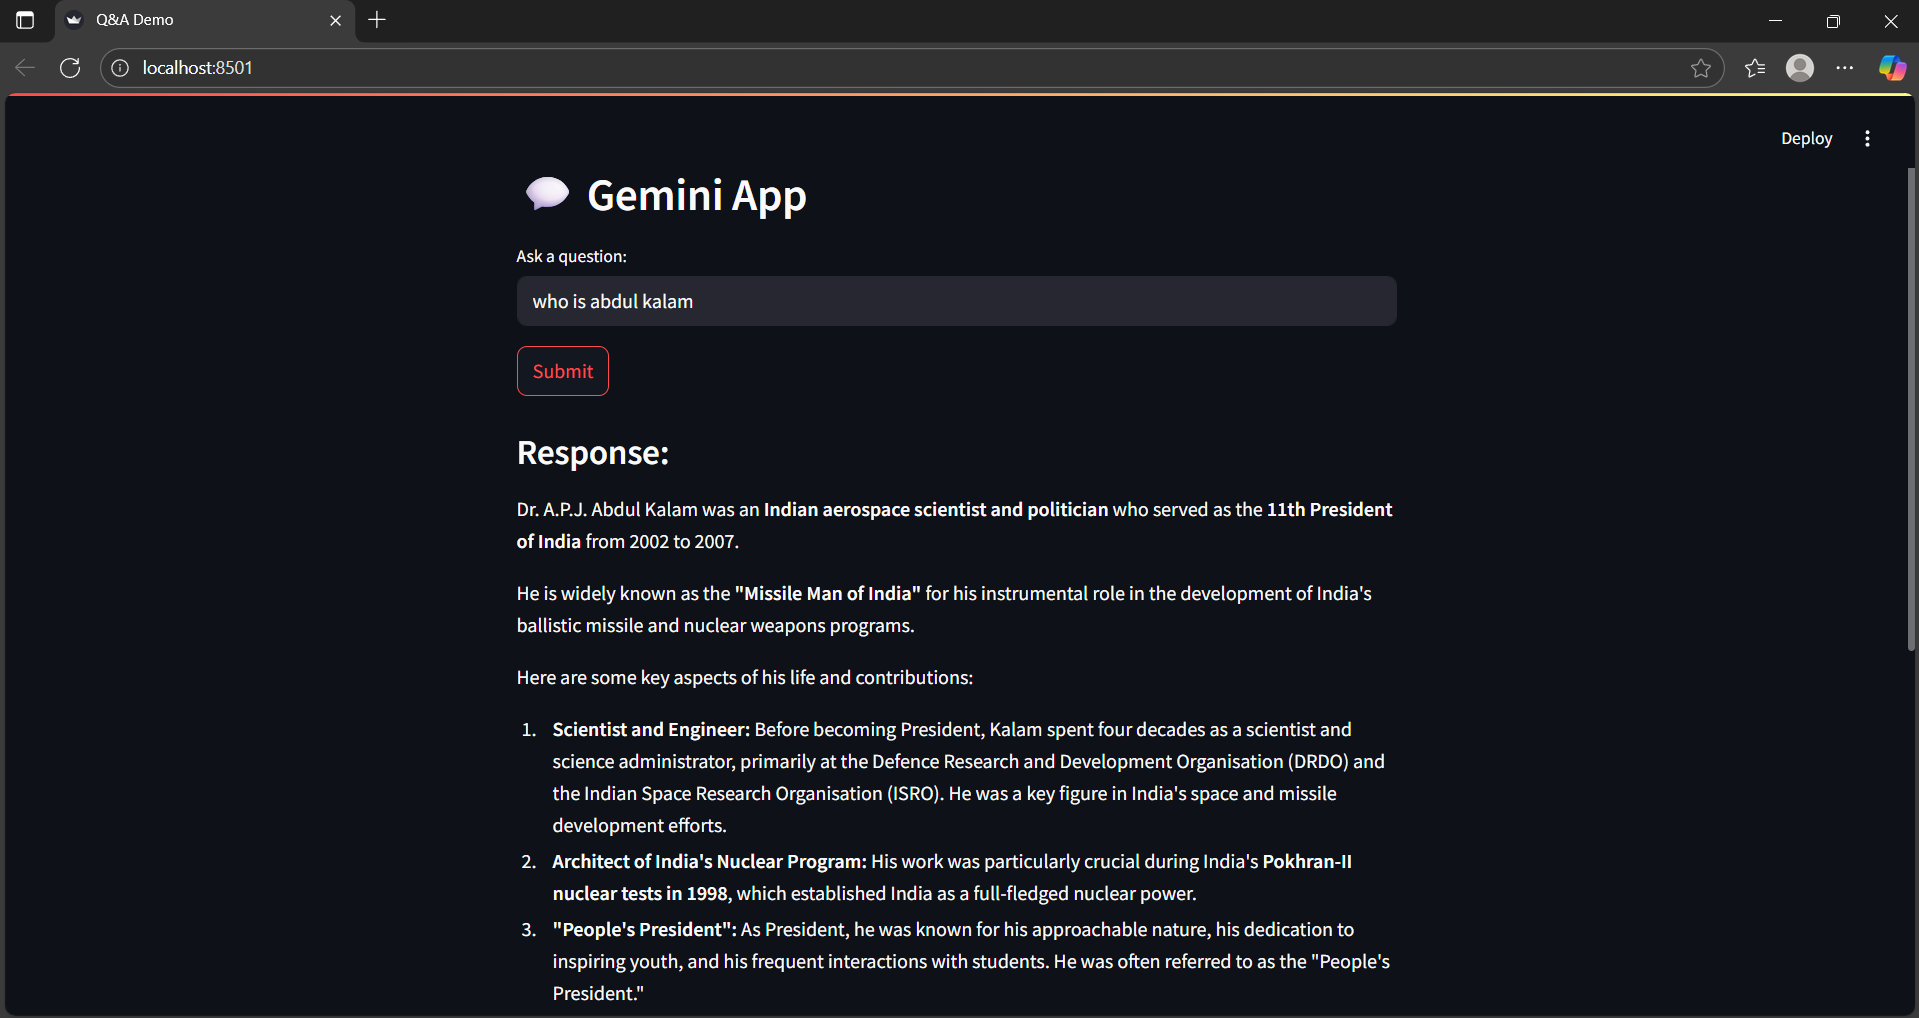 Q&A Demo
localhost:8501
Deploy
Gemini App
Ask a question:
who is abdul kalam
Submit
Response:
Dr. A.P.J. Abdul Kalam was an Indian aerospace scientist and politician who served as the 11th President
of India from 2002 to 2007.
He is widely known as the "Missile Man of India" for his instrumental role in the development of India's
ballistic missile and nuclear weapons programs.
Here are some key aspects of his life and contributions:
1. Scientist and Engineer: Before becoming President, Kalam spent four decades as a scientist and
science administrator, primarily at the Defence Research and Development Organisation (DRDO) and
the Indian Space Research Organisation (ISRO). He was a key figure in India's space and missile
development efforts.
2. Architect of India's Nuclear Program: His work was particularly crucial during India's Pokhran-II
nuclear tests in 1998, which established India as a full-fledged nuclear power.
3. "People's President": As President, he was known for his approachable nature, his dedication to
inspiring youth, and his frequent interactions with students. He was often referred to as the "People's
President."